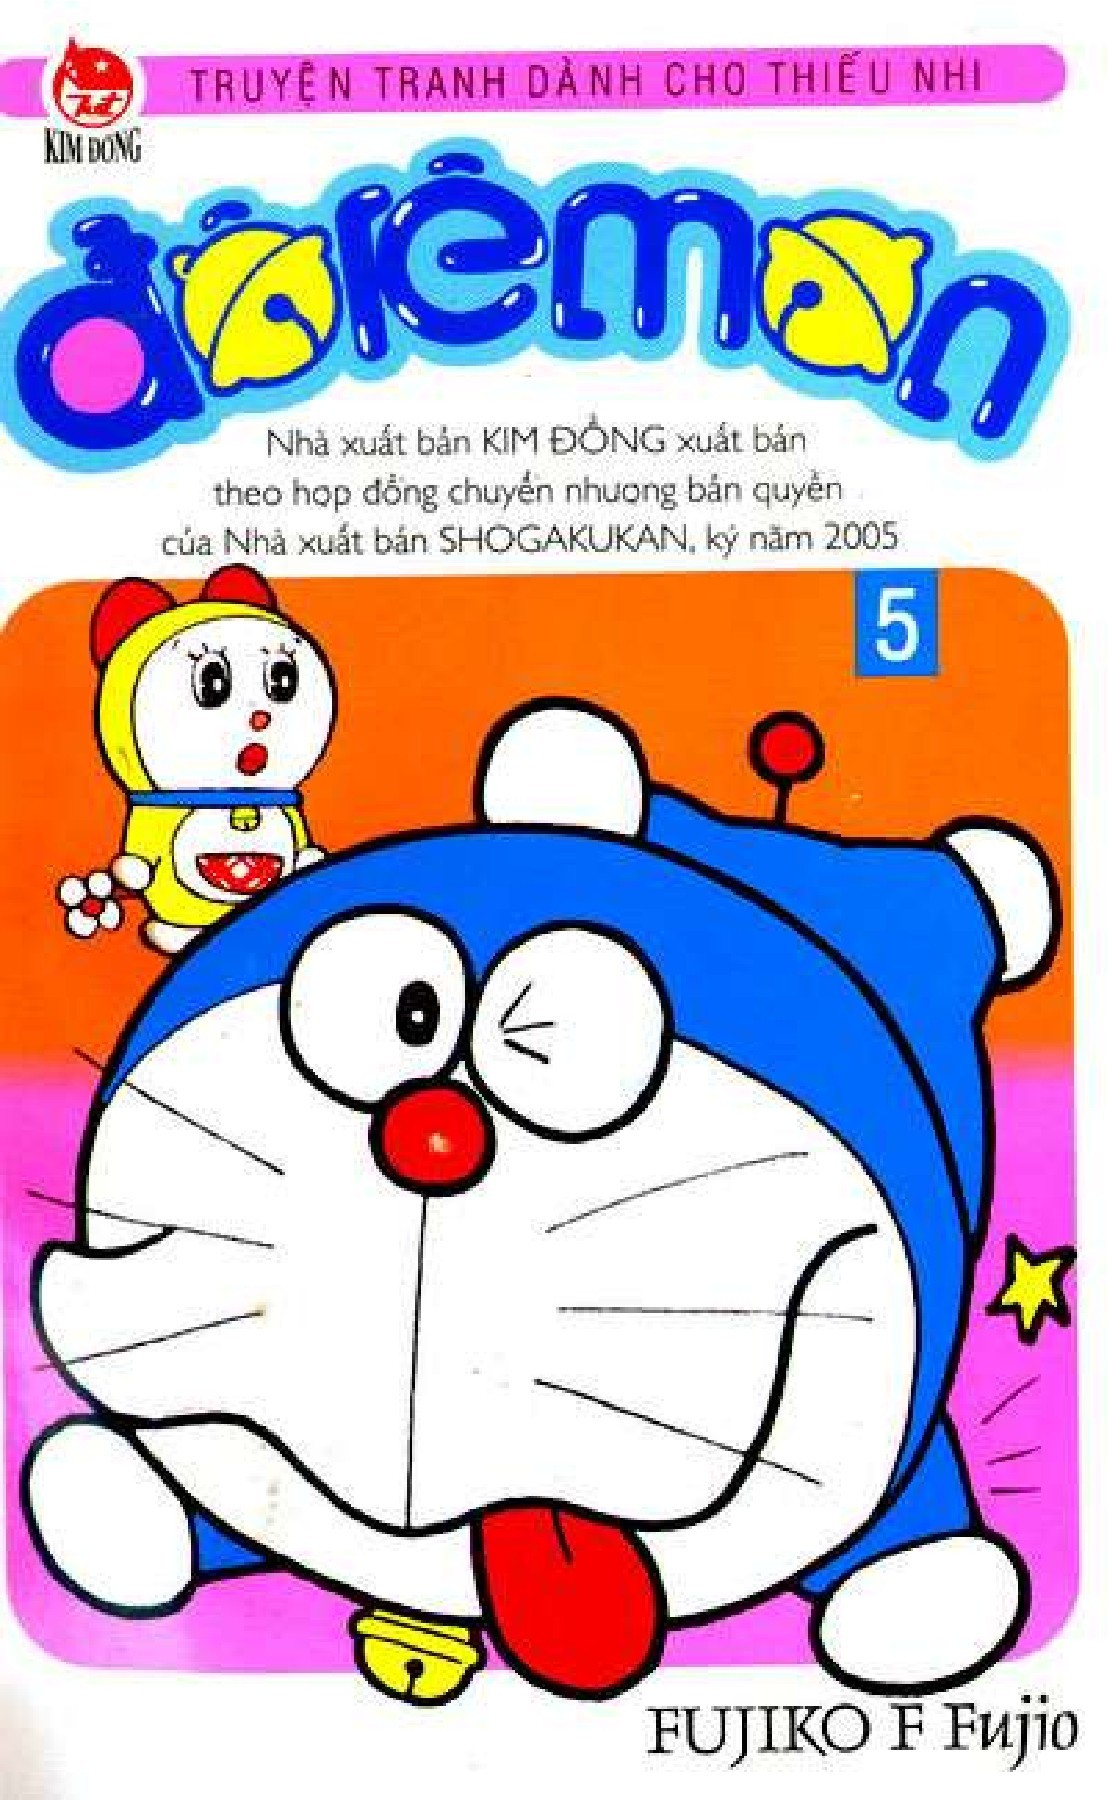 TRUYỆN TRANH DÀNH CHO THIẾU NHI
KIM ĐỒNG
đôrêmon
Nhà xuất bản KIM ĐỒNG xuất bản
theo hợp đồng chuyển nhượng bản quyền
của Nhà xuất bản SHOGAKUKAN, ký năm 2005
5
FUJIKO F Fujio